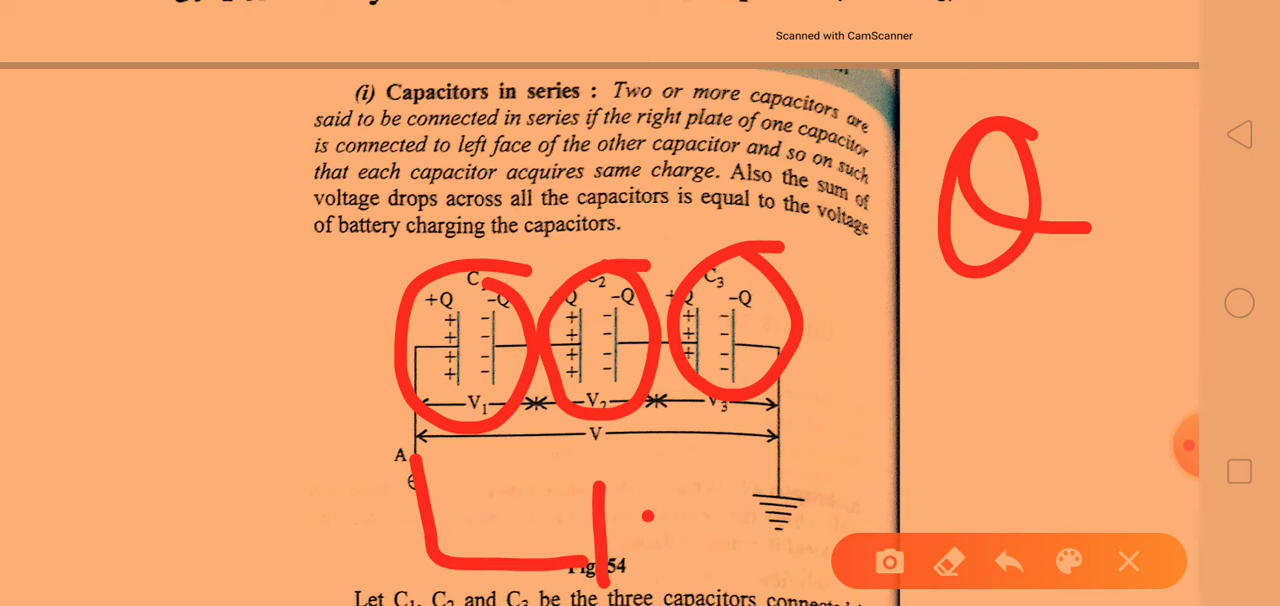 Scanned with CamScanner
(i) Capacitors in series : Two or more capacitors are
said to be connected in series if the right plate of one capacitor
is connected to left face of the other capacitor and so on such
that each capacitor acquires same charge. Also the sum of
voltage drops across all the capacitors is equal to the voltage
of battery charging the capacitors.
Q
C C₂ C₃
+Q -Q Q -Q +Q -Q
V₁ V₂ V₃
V
A
Fig 54
Let C₁, C₂ and C₃ be the three capacitors